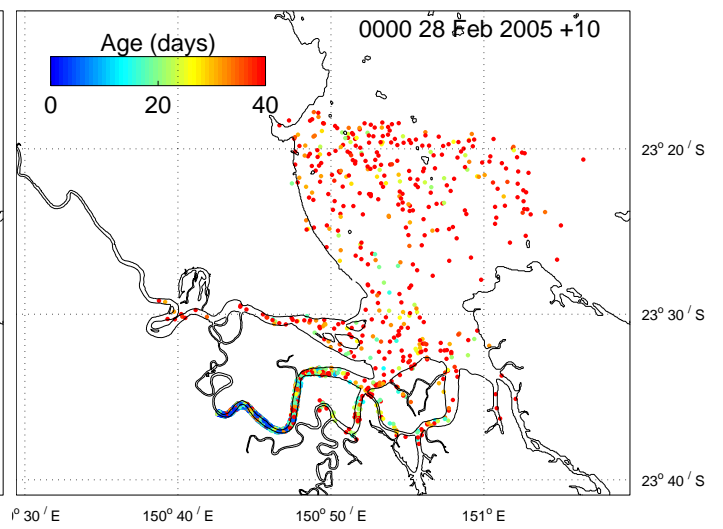 0000 28 Feb 2005 +10
Age (days)
0 20 40
23° 20 ' S
23° 30 ' S
23° 40 ' S
° 30 ' E 150° 40 ' E 150° 50 ' E 151° E